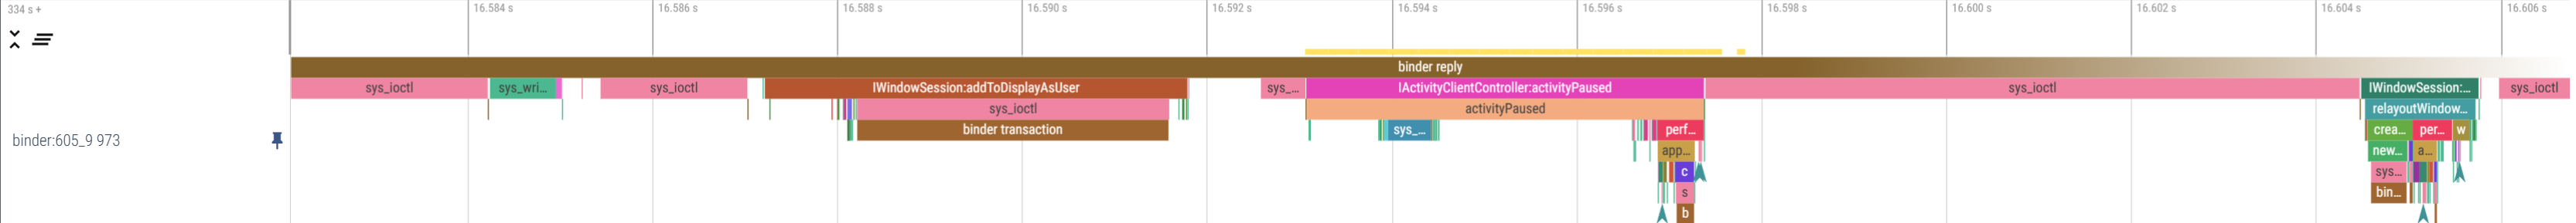 334 s + 16.584 s 16.586 s 16.588 s 16.590 s 16.592 s 16.594 s 16.596 s 16.598 s 16.600 s 16.602 s 16.604 s 16.606 s
binder reply
sys_ioctl sys_wri... sys_ioctl IWindowSession:addToDisplayAsUser sys_... IActivityClientController:activityPaused sys_ioctl IWindowSession:... sys_ioctl
sys_ioctl activityPaused relayoutWindow...
binder transaction sys_... perf... crea... per... w
binder:605_9 973
app... new... a...
c sys...
s bin...
b